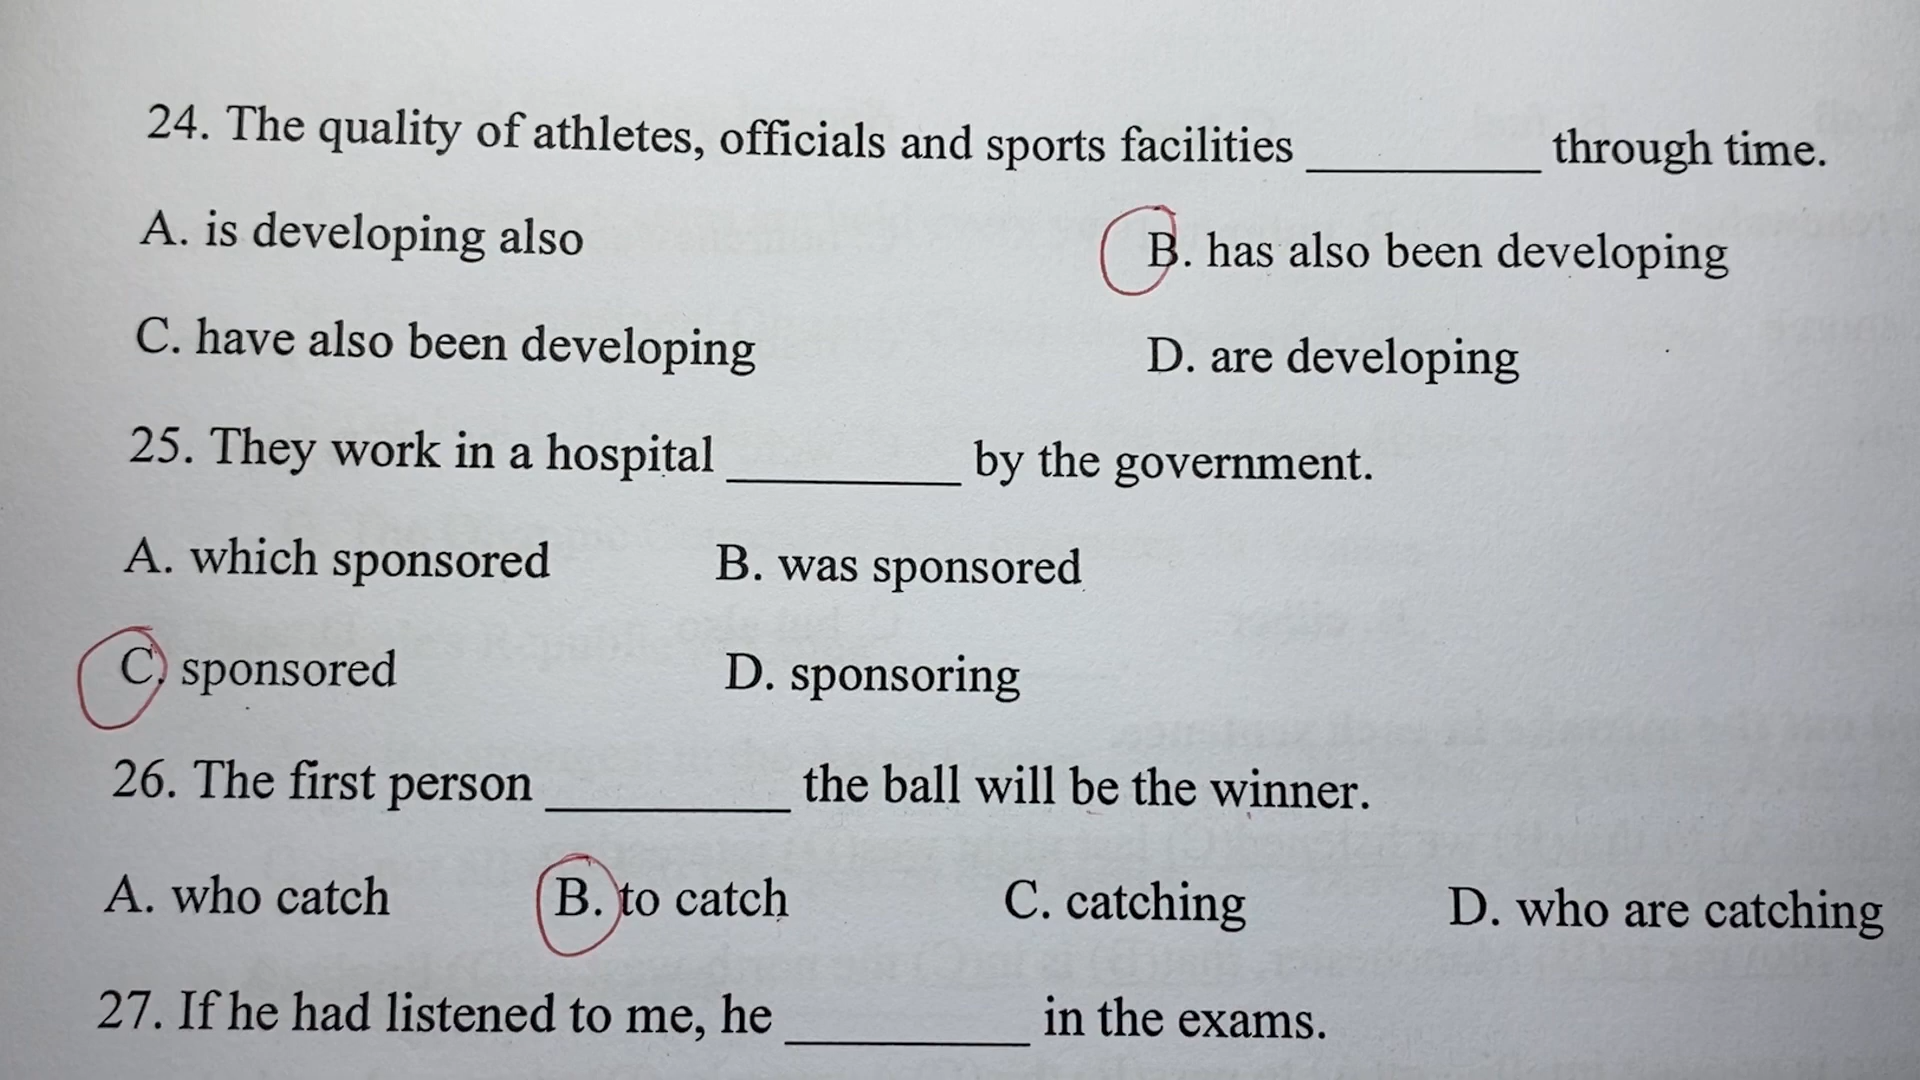 24. The quality of athletes, officials and sports facilities __________ through time.
A. is developing also B. has also been developing
C. have also been developing D. are developing
25. They work in a hospital __________ by the government.
A. which sponsored B. was sponsored
C. sponsored D. sponsoring
26. The first person __________ the ball will be the winner.
A. who catch B. to catch C. catching D. who are catching
27. If he had listened to me, he __________ in the exams.